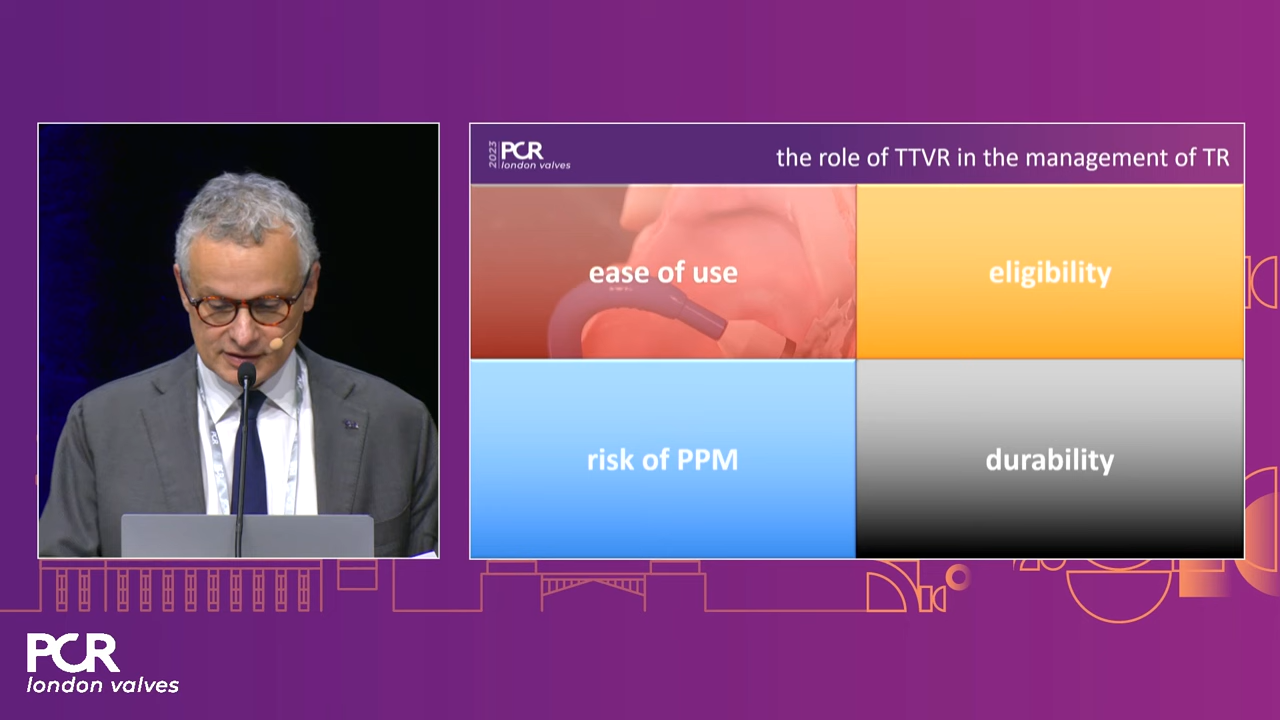 2023
PCR
london valves
the role of TTVR in the management of TR
ease of use
eligibility
risk of PPM
durability
PCR
PCR
london valves